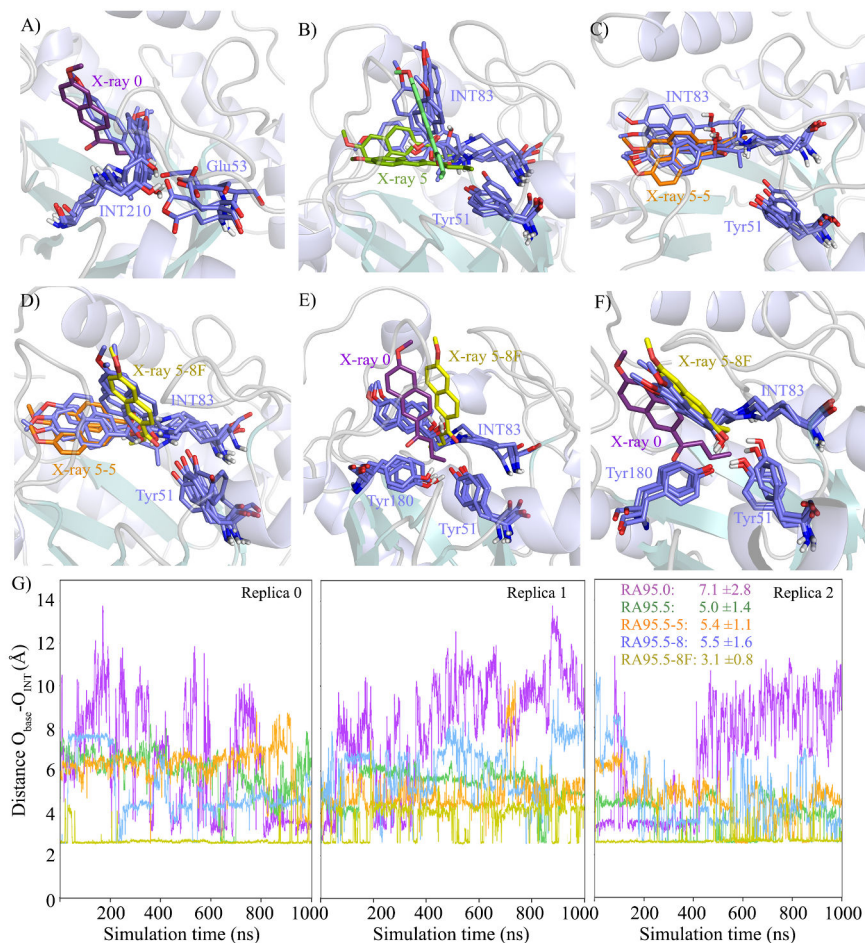 A)
X-ray 0
Glu53
INT210
B)
INT83
X-ray 5
Tyr51
C)
INT83
X-ray 5-5
Tyr51
D)
X-ray 5-8F
INT83
X-ray 5-5
Tyr51
E)
X-ray 0
X-ray 5-8F
INT83
Tyr180
Tyr51
F)
X-ray 5-8F
INT83
X-ray 0
Tyr180
Tyr51
G)
Replica 0
Replica 1
Replica 2
RA95.0: 7.1 ±2.8
RA95.5: 5.0 ±1.4
RA95.5-5: 5.4 ±1.1
RA95.5-8: 5.5 ±1.6
RA95.5-8F: 3.1 ±0.8
Distance Obase-OINT (Å)
14
12
10
8
6
4
2
0
0 200 400 600 800 1000
200 400 600 800 1000
200 400 600 800 1000
Simulation time (ns)
Simulation time (ns)
Simulation time (ns)